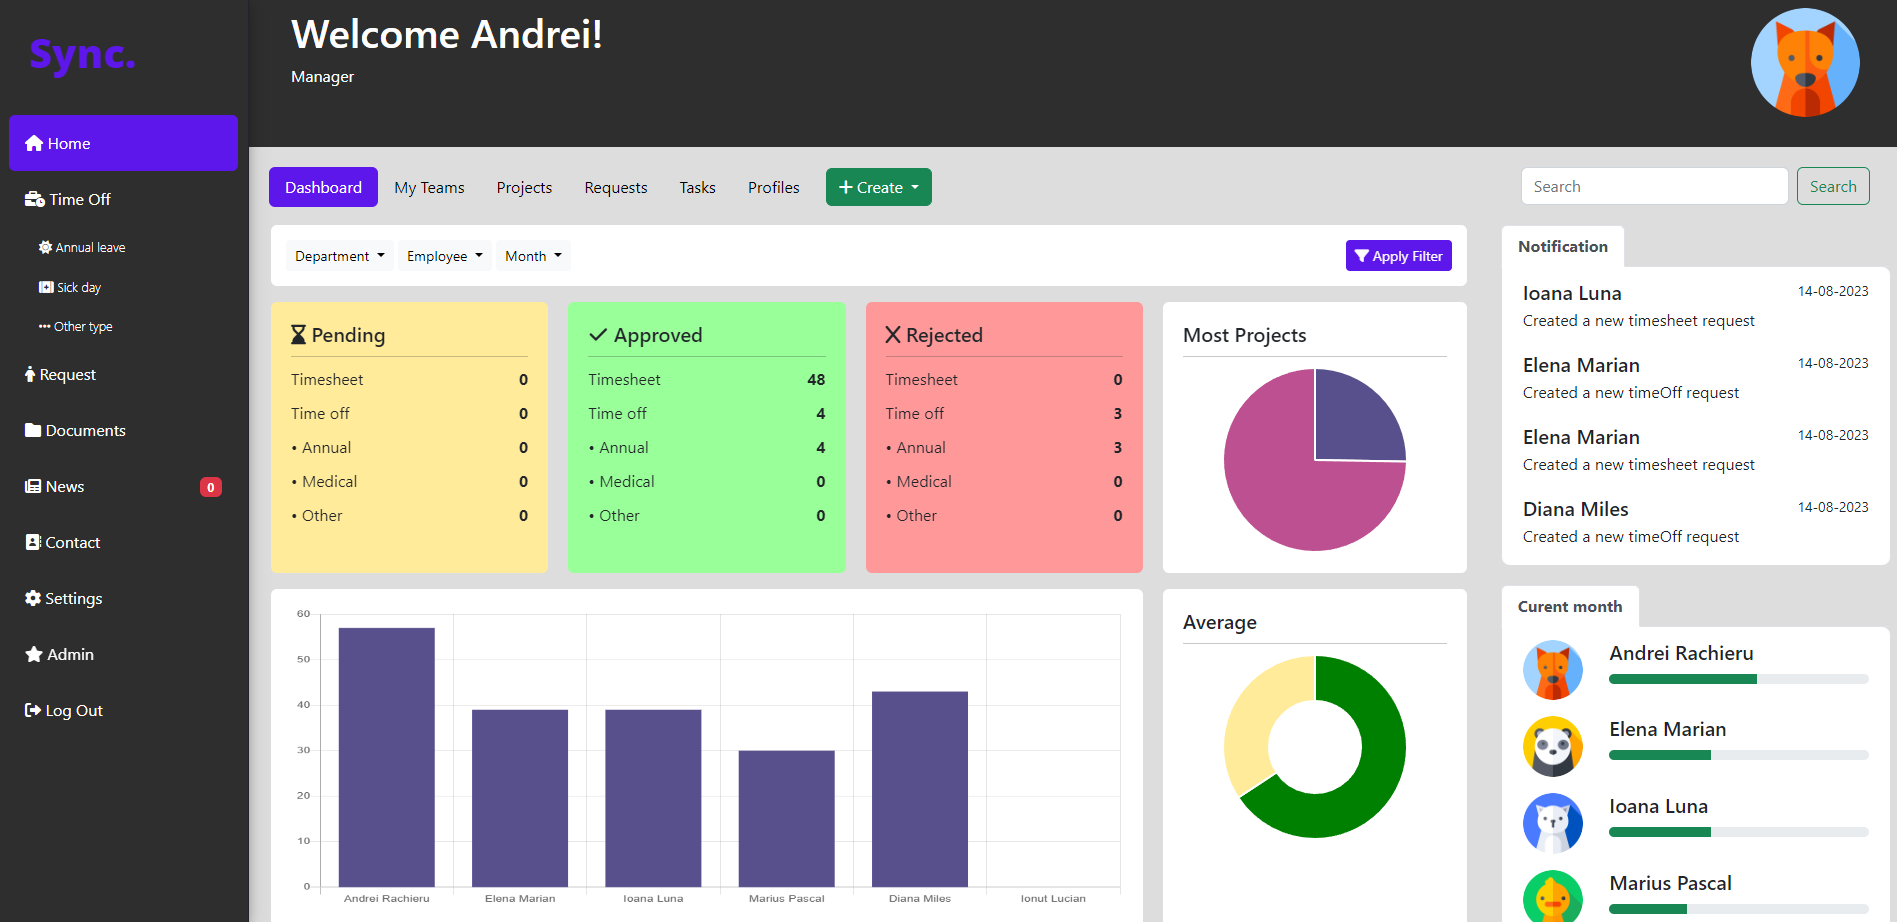 Sync.
Home
Time Off
Annual leave
Sick day
Other type
Request
Documents
News 0
Contact
Settings
Admin
Log Out
Welcome Andrei!
Manager
Dashboard My Teams Projects Requests Tasks Profiles Create
Search Search
Department Employee Month Apply Filter
Pending
Timesheet 0
Time off 0
• Annual 0
• Medical 0
• Other 0
Approved
Timesheet 48
Time off 4
• Annual 4
• Medical 0
• Other 0
Rejected
Timesheet 0
Time off 3
• Annual 3
• Medical 0
• Other 0
Most Projects
60
50
40
30
20
10
0
Andrei Rachieru Elena Marian Ioana Luna Marius Pascal Diana Miles Ionut Lucian
Average
Notification
Ioana Luna 14-08-2023
Created a new timesheet request
Elena Marian 14-08-2023
Created a new timeOff request
Elena Marian 14-08-2023
Created a new timesheet request
Diana Miles 14-08-2023
Created a new timeOff request
Curent month
Andrei Rachieru
Elena Marian
Ioana Luna
Marius Pascal